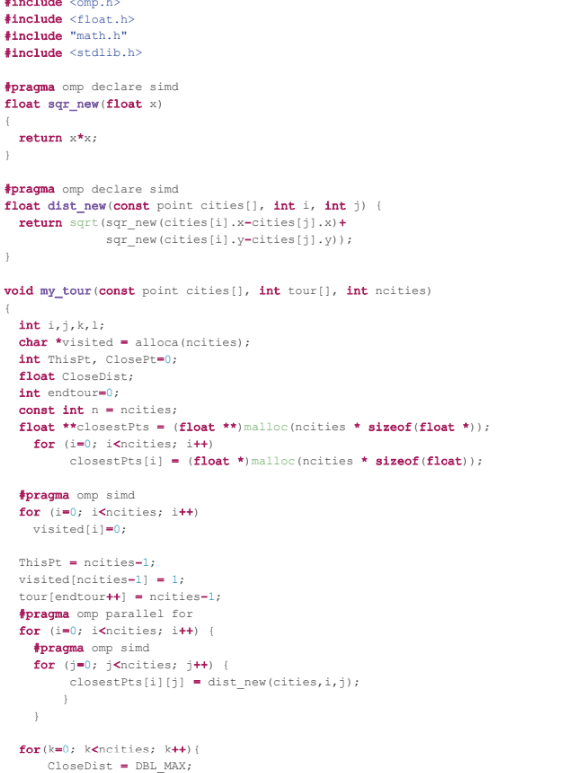 #include <omp.h>
#include <float.h>
#include "math.h"
#include <stdlib.h>
#pragma omp declare simd
float sqr_new(float x)
{
return x*x;
}
#pragma omp declare simd
float dist_new(const point cities[], int i, int j) {
return sqrt(sqr_new(cities[i].x-cities[j].x)+
sqr_new(cities[i].y-cities[j].y));
}
void my_tour(const point cities[], int tour[], int ncities)
{
int i,j,k,l;
char *visited = alloca(ncities);
int ThisPt, ClosePt=0;
float CloseDist;
int endtour=0;
const int n = ncities;
float **closestPts = (float **)malloc(ncities * sizeof(float *));
for (i=0; i<ncities; i++)
closestPts[i] = (float *)malloc(ncities * sizeof(float));
#pragma omp simd
for (i=0; i<ncities; i++)
visited[i]=0;
ThisPt = ncities-1;
visited[ncities-1] = 1;
tour[endtour++] = ncities-1;
#pragma omp parallel for
for (i=0; i<ncities; i++) {
#pragma omp simd
for (j=0; j<ncities; j++) {
closestPts[i][j] = dist_new(cities,i,j);
}
}
for(k=0; k<ncities; k++){
CloseDist = DBL_MAX;